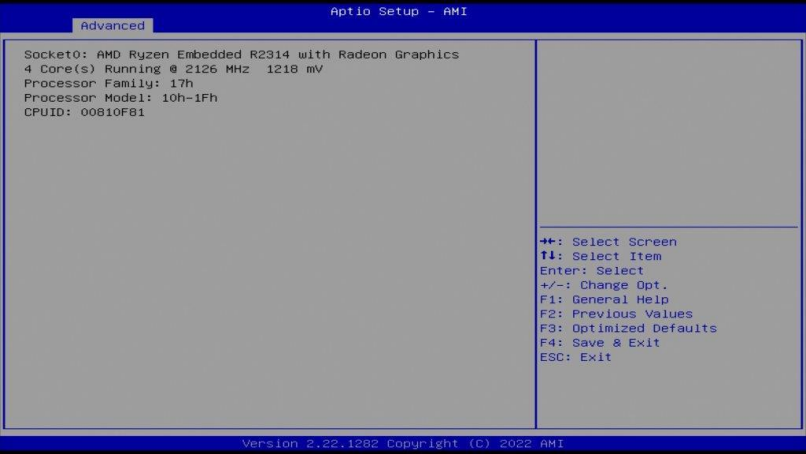 Aptio Setup – AMI
Advanced
Socket0: AMD Ryzen Embedded R2314 with Radeon Graphics
4 Core(s) Running @ 2126 MHz  1218 mV
Processor Family: 17h
Processor Model: 10h-1Fh
CPUID: 00810F81
→←: Select Screen
↑↓: Select Item
Enter: Select
+/-: Change Opt.
F1: General Help
F2: Previous Values
F3: Optimized Defaults
F4: Save & Exit
ESC: Exit
Version 2.22.1282 Copyright (C) 2022 AMI